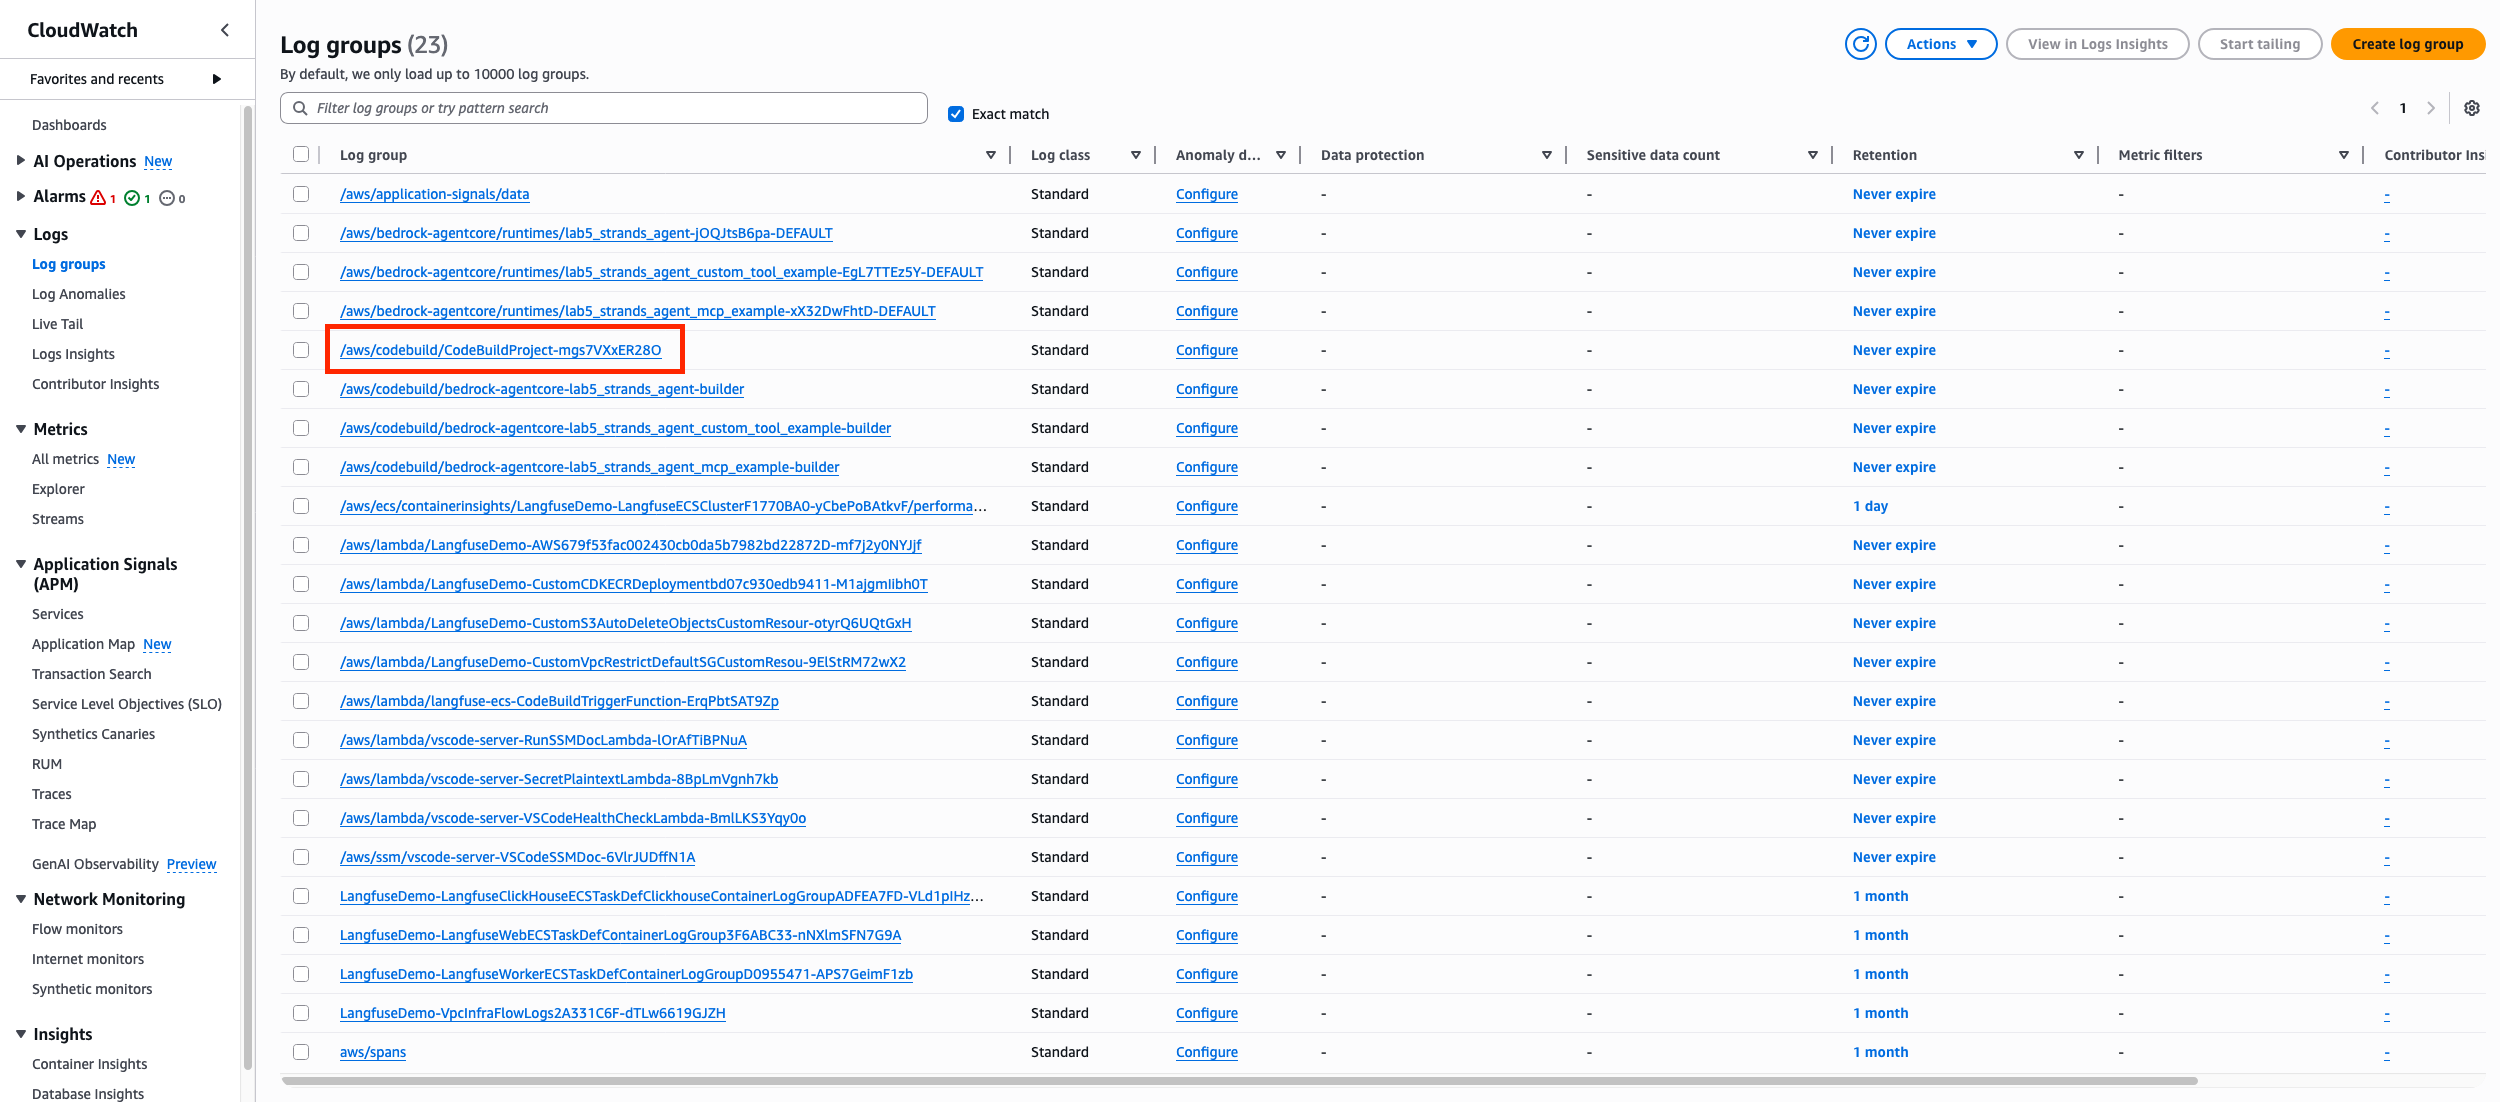 CloudWatch
Favorites and recents
Dashboards
AI Operations New
Alarms 1 1 0
Logs
Log groups
Log Anomalies
Live Tail
Logs Insights
Contributor Insights
Metrics
All metrics New
Explorer
Streams
Application Signals
(APM)
Services
Application Map New
Transaction Search
Service Level Objectives (SLO)
Synthetics Canaries
RUM
Traces
Trace Map
GenAI Observability Preview
Network Monitoring
Flow monitors
Internet monitors
Synthetic monitors
Insights
Container Insights
Database Insights
Log groups (23)
By default, we only load up to 10000 log groups.
Actions View in Logs Insights Start tailing Create log group
Filter log groups or try pattern search
Exact match
1
Log group Log class Anomaly d... Data protection Sensitive data count Retention Metric filters Contributor Ins
/aws/application-signals/data Standard Configure - - Never expire - -
/aws/bedrock-agentcore/runtimes/lab5_strands_agent-jOQJtsB6pa-DEFAULT Standard Configure - - Never expire - -
/aws/bedrock-agentcore/runtimes/lab5_strands_agent_custom_tool_example-EgL7TTEz5Y-DEFAULT Standard Configure - - Never expire - -
/aws/bedrock-agentcore/runtimes/lab5_strands_agent_mcp_example-xX32DwFhtD-DEFAULT Standard Configure - - Never expire - -
/aws/codebuild/CodeBuildProject-mgs7VXxER28O Standard Configure - - Never expire - -
/aws/codebuild/bedrock-agentcore-lab5_strands_agent-builder Standard Configure - - Never expire - -
/aws/codebuild/bedrock-agentcore-lab5_strands_agent_custom_tool_example-builder Standard Configure - - Never expire - -
/aws/codebuild/bedrock-agentcore-lab5_strands_agent_mcp_example-builder Standard Configure - - Never expire - -
/aws/ecs/containerinsights/LangfuseDemo-LangfuseECSClusterF1770BA0-yCbePoBAtkvF/performa... Standard Configure - - 1 day - -
/aws/lambda/LangfuseDemo-AWS679f53fac002430cb0da5b7982bd22872D-mf7j2y0NYJjf Standard Configure - - Never expire - -
/aws/lambda/LangfuseDemo-CustomCDKECRDeploymentbd07c930edb9411-M1ajgmIibh0T Standard Configure - - Never expire - -
/aws/lambda/LangfuseDemo-CustomS3AutoDeleteObjectsCustomResour-otyrQ6UQtGxH Standard Configure - - Never expire - -
/aws/lambda/LangfuseDemo-CustomVpcRestrictDefaultSGCustomResou-9ElStRM72wX2 Standard Configure - - Never expire - -
/aws/lambda/langfuse-ecs-CodeBuildTriggerFunction-ErqPbtSAT9Zp Standard Configure - - Never expire - -
/aws/lambda/vscode-server-RunSSMDocLambda-lOrAfTiBPNuA Standard Configure - - Never expire - -
/aws/lambda/vscode-server-SecretPlaintextLambda-8BpLmVgnh7kb Standard Configure - - Never expire - -
/aws/lambda/vscode-server-VSCodeHealthCheckLambda-BmlLKS3Yqy0o Standard Configure - - Never expire - -
/aws/ssm/vscode-server-VSCodeSSMDoc-6VlrJUDffN1A Standard Configure - - Never expire - -
LangfuseDemo-LangfuseClickHouseECSTaskDefClickhouseContainerLogGroupADFEA7FD-VLd1pIHz... Standard Configure - - 1 month - -
LangfuseDemo-LangfuseWebECSTaskDefContainerLogGroup3F6ABC33-nNXlmSFN7G9A Standard Configure - - 1 month - -
LangfuseDemo-LangfuseWorkerECSTaskDefContainerLogGroupD0955471-APS7GeimF1zb Standard Configure - - 1 month - -
LangfuseDemo-VpcInfraFlowLogs2A331C6F-dTLw6619GJZH Standard Configure - - 1 month - -
aws/spans Standard Configure - - 1 month - -